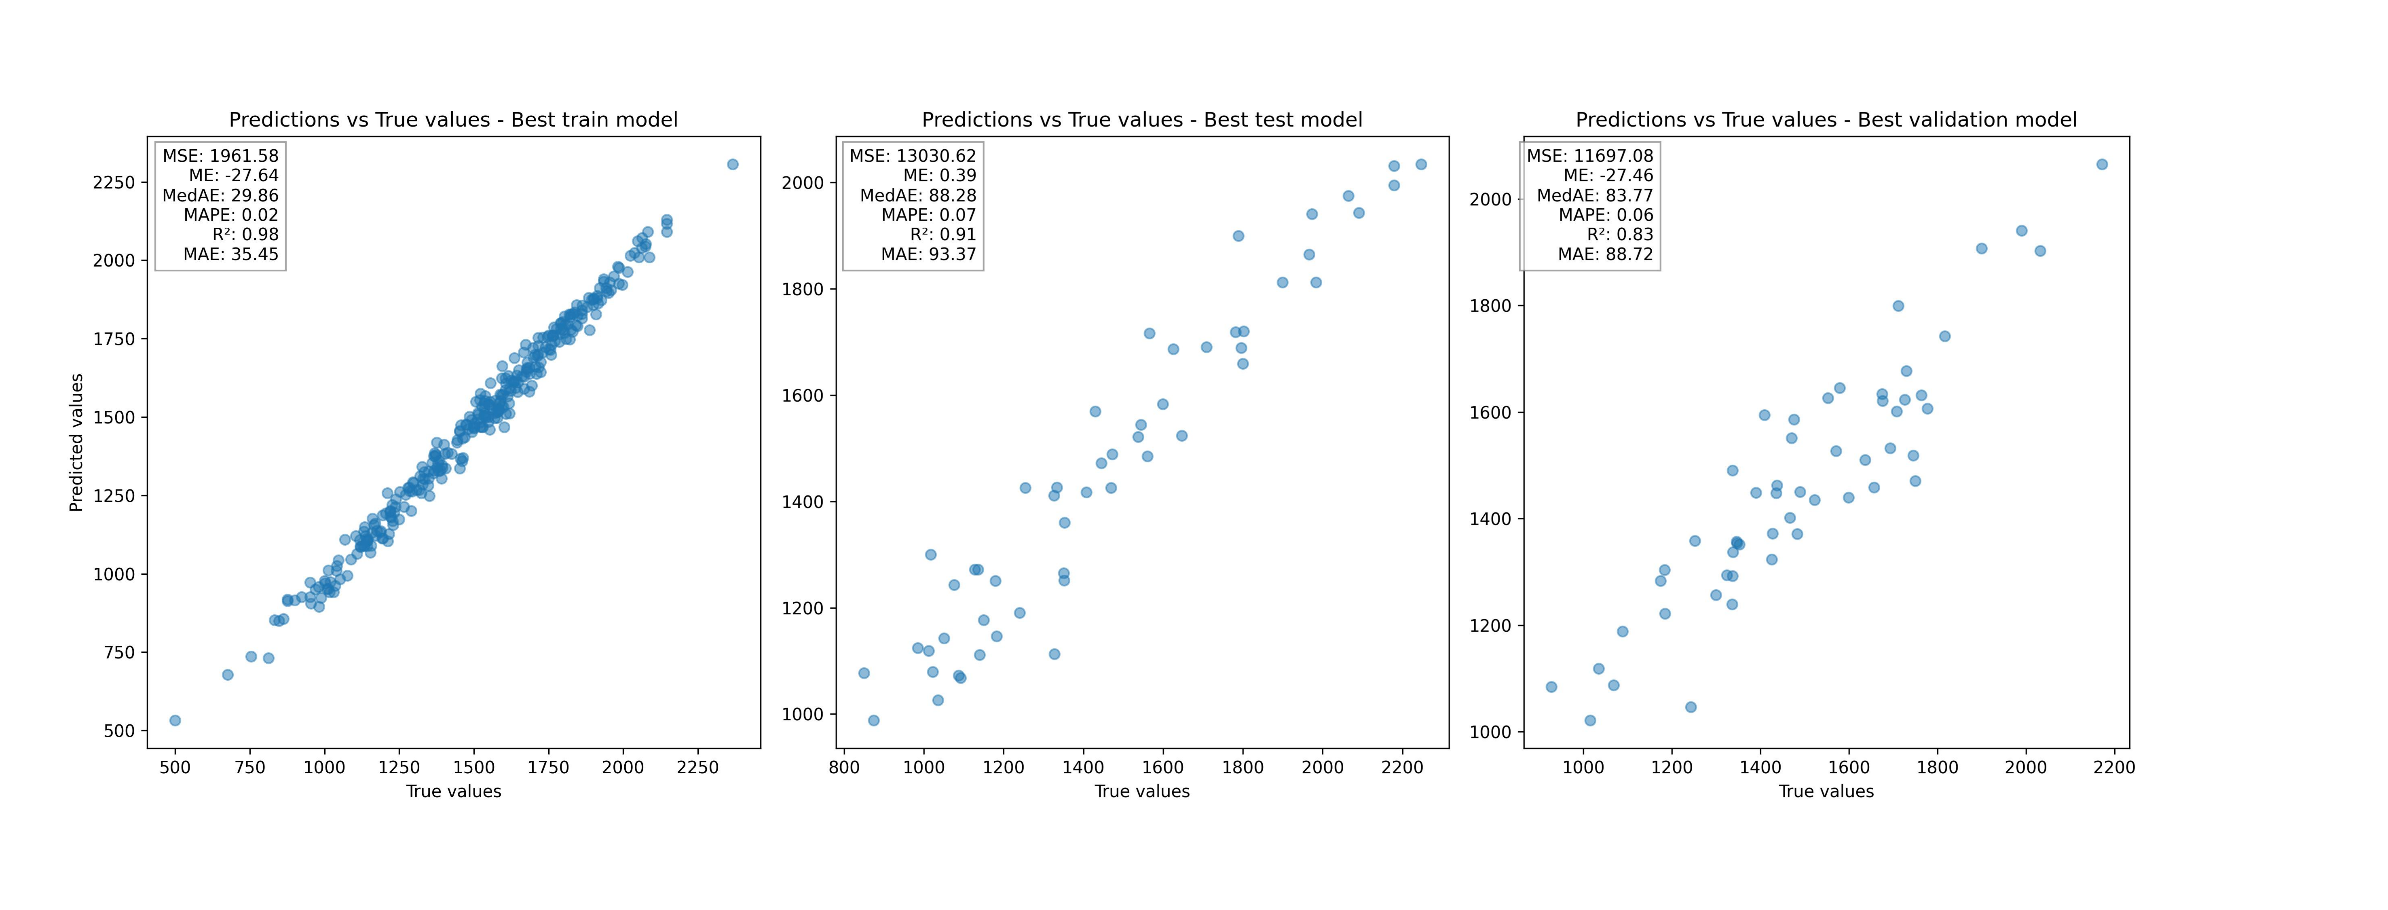 Predictions vs True values - Best train model
MSE: 1961.58
ME: -27.64
MedAE: 29.86
MAPE: 0.02
R²: 0.98
MAE: 35.45
2250
2000
1750
1500
1250
1000
750
500
Predicted values
500 750 1000 1250 1500 1750 2000 2250
True values
Predictions vs True values - Best test model
MSE: 13030.62
ME: 0.39
MedAE: 88.28
MAPE: 0.07
R²: 0.91
MAE: 93.37
2000
1800
1600
1400
1200
1000
800 1000 1200 1400 1600 1800 2000 2200
True values
Predictions vs True values - Best validation model
MSE: 11697.08
ME: -27.46
MedAE: 83.77
MAPE: 0.06
R²: 0.83
MAE: 88.72
2000
1800
1600
1400
1200
1000
1000 1200 1400 1600 1800 2000 2200
True values